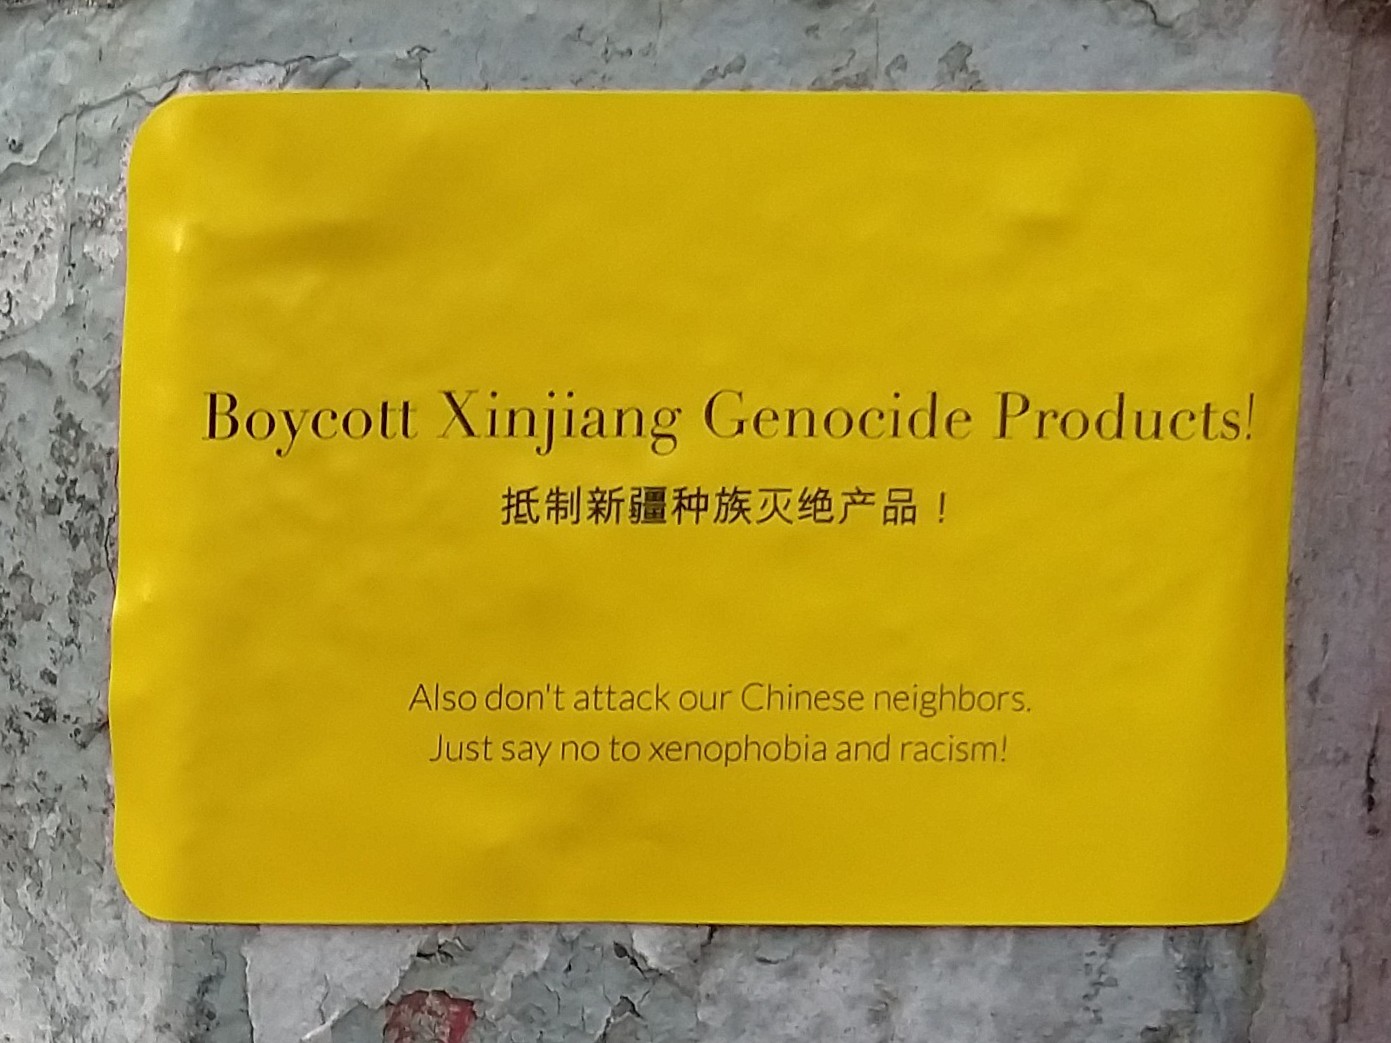 Boycott Xinjiang Genocide Products!
抵制新疆种族灭绝产品！
Also don't attack our Chinese neighbors.
Just say no to xenophobia and racism!